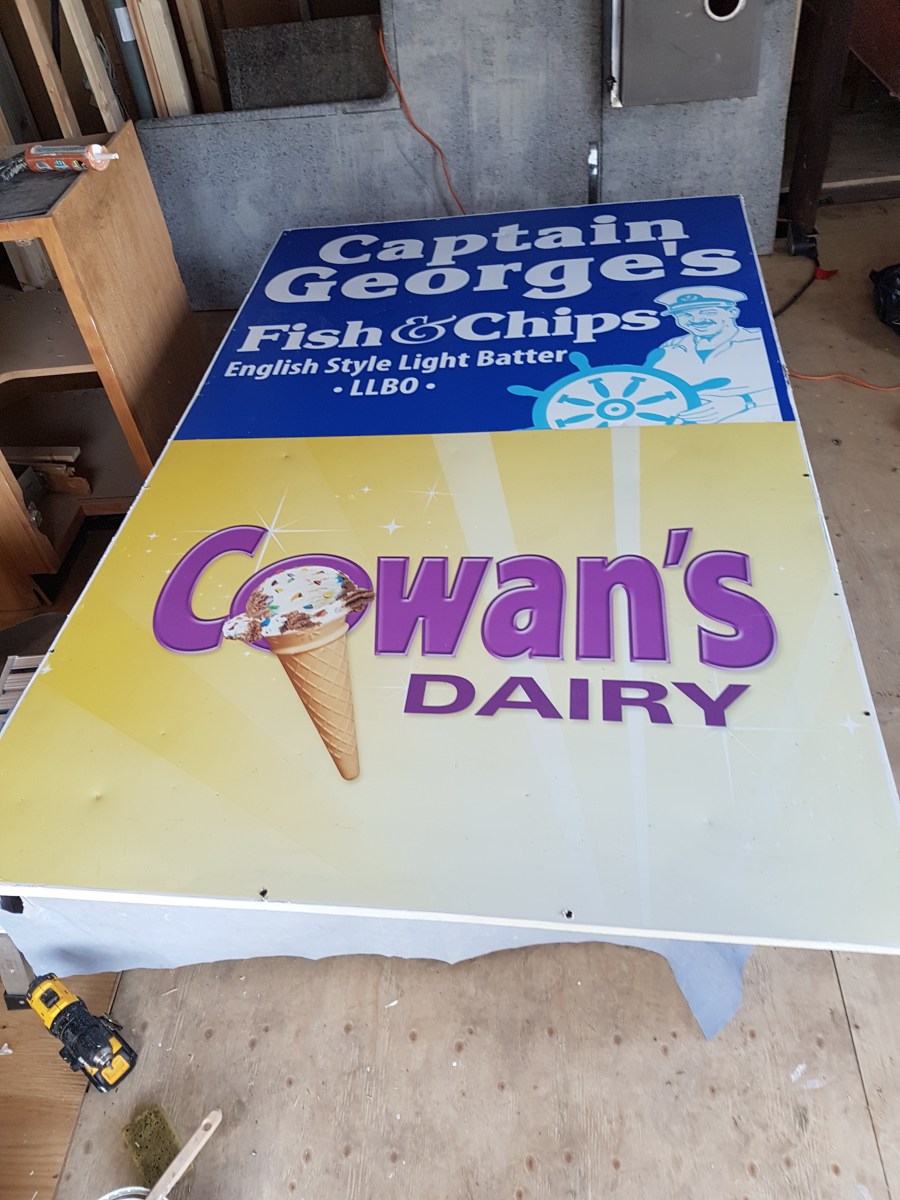 Captain
George's
Fish & Chips
English Style Light Batter
• LLBO •
Cowan's
DAIRY